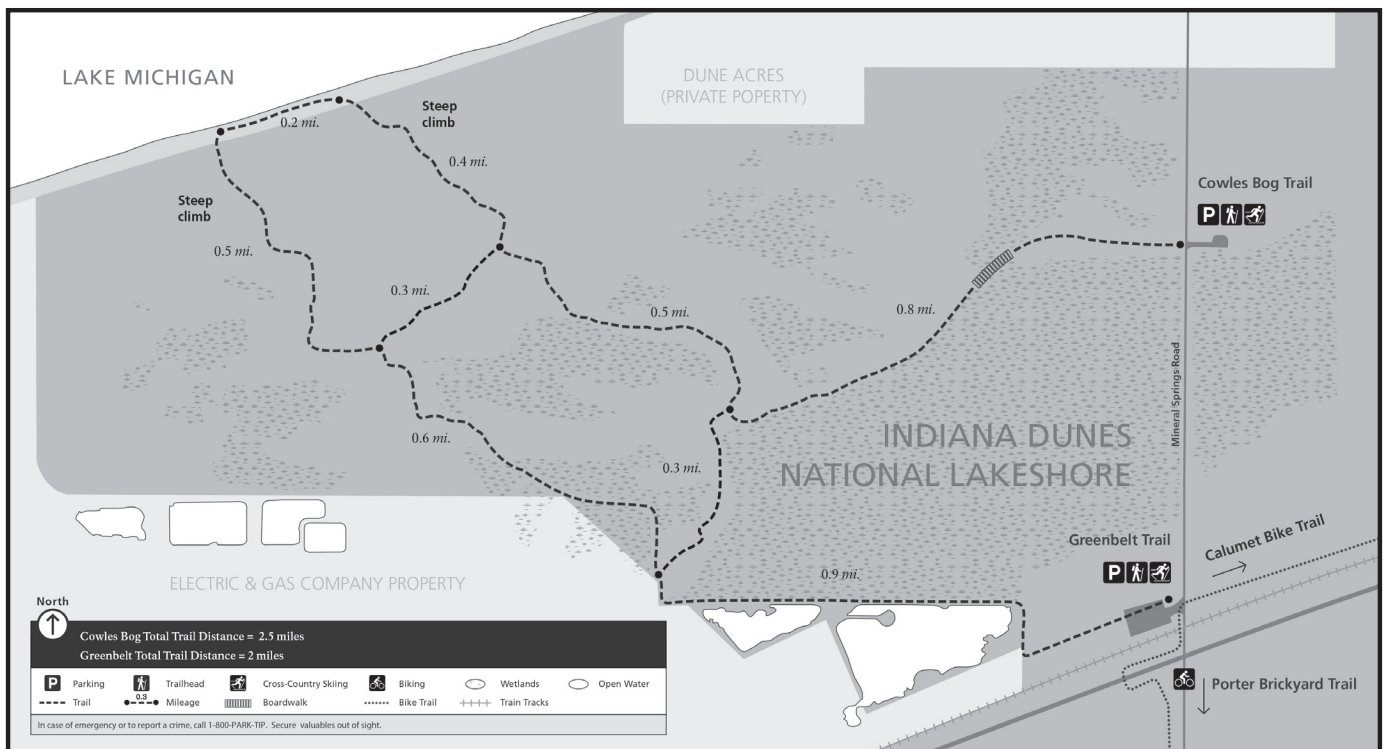 LAKE MICHIGAN
DUNE ACRES
(PRIVATE POPERTY)
Steep
climb
0.2 mi.
0.4 mi.
Cowles Bog Trail
P
Steep
climb
0.5 mi.
0.3 mi.
0.5 mi.
0.8 mi.
Mineral Springs Road
0.6 mi.
0.3 mi.
INDIANA DUNES
NATIONAL LAKESHORE
Greenbelt Trail
P
Calumet Bike Trail
0.9 mi.
ELECTRIC & GAS COMPANY PROPERTY
Porter Brickyard Trail
North
Cowles Bog Total Trail Distance = 2.5 miles
Greenbelt Total Trail Distance = 2 miles
P Parking Trailhead Cross-Country Skiing Biking Wetlands Open Water
Trail 0.3 Mileage Boardwalk Bike Trail Train Tracks
In case of emergency or to report a crime, call 1-800-PARK-TIP. Secure valuables out of sight.